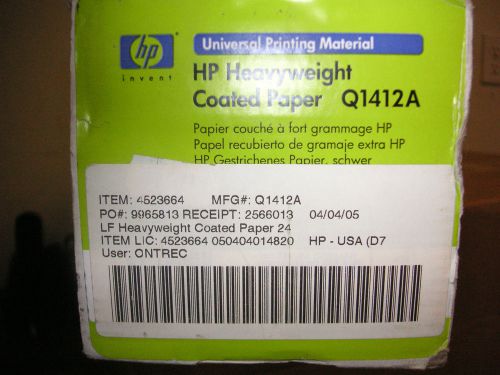 hp
invent
Universal Printing Material
HP Heavyweight
Coated Paper Q1412A
Papier couché à fort grammage HP
Papel recubierto de gramaje extra HP
HP Gestrichenes Papier, schwer
ITEM: 4523664 MFG#: Q1412A
PO#: 9965813 RECEIPT: 2566013 04/04/05
LF Heavyweight Coated Paper 24
ITEM LIC: 4523664 050404014820 HP - USA (D7
User: ONTREC